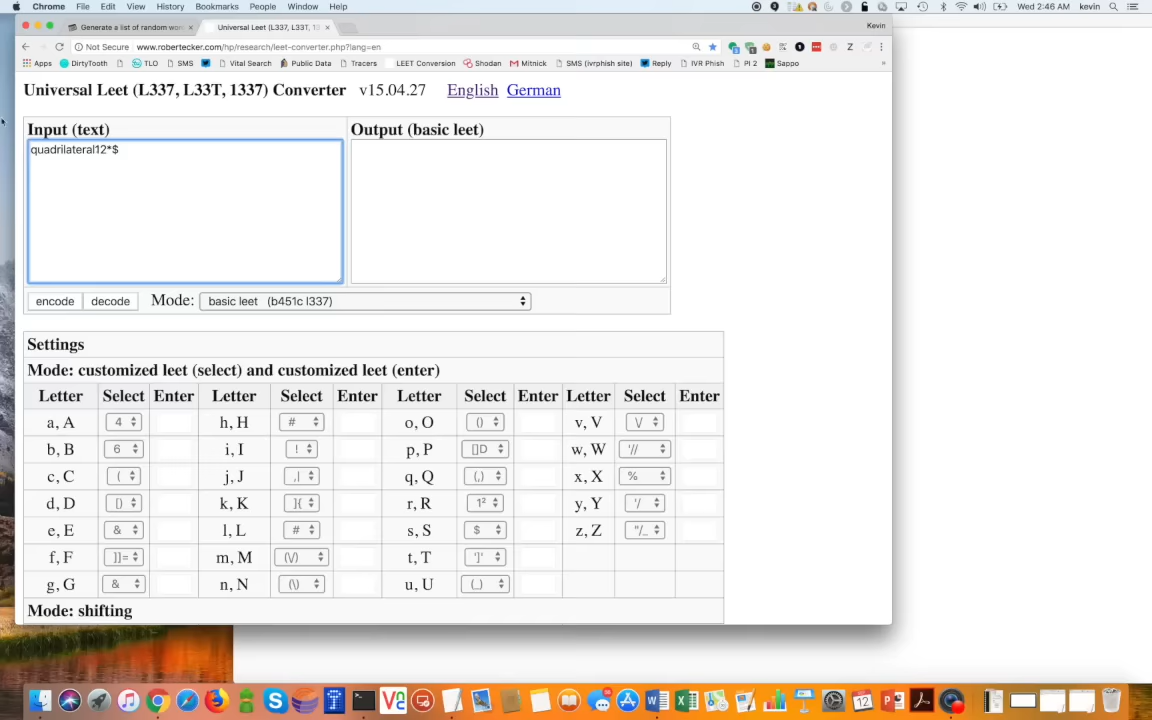 Chrome File Edit View History Bookmarks People Window Help Wed 2:46 AM kevin
Generate a list of random wor Universal Leet (L337, L33T, 13 Kevin
Not Secure www.robertecker.com/hp/research/leet-converter.php?lang=en
Apps DirtyTooth TLO SMS Vital Search Public Data Tracers LEET Conversion Shodan Mitnick SMS (ivrphish site) Reply IVR Phish PI 2 Sappo »
Universal Leet (L337, L33T, 1337) Converter v15.04.27 English German
Input (text) Output (basic leet)
quadrilateral12*$
encode decode Mode: basic leet (b451c l337)
Settings
Mode: customized leet (select) and customized leet (enter)
Letter Select Enter Letter Select Enter Letter Select Enter Letter Select Enter
a, A 4 h, H # o, O () v, V \/
b, B 6 i, I ! p, P []D w, W '//
c, C ( j, J ,| q, Q (,) x, X %
d, D [) k, K ]{ r, R 1² y, Y '/
e, E & l, L # s, S $ z, Z "/_
f, F ]]= m, M (V) t, T ']'
g, G & n, N (\) u, U (_)
Mode: shifting